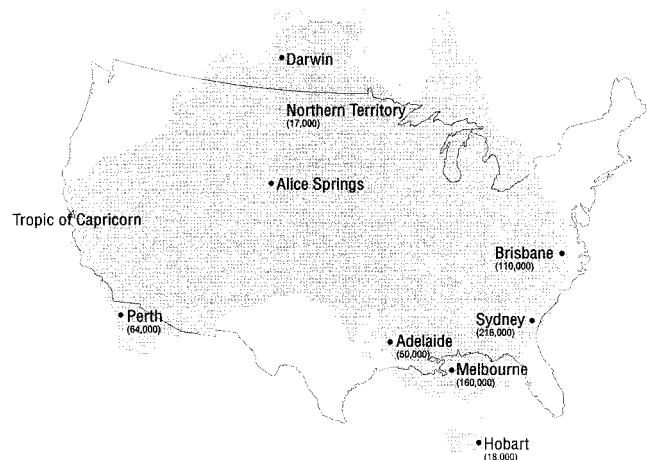 Darwin
Northern Territory
(17,000)
Alice Springs
Tropic of Capricorn
Brisbane
(110,000)
Perth
(64,000)
Sydney
(216,000)
Adelaide
(50,000)
Melbourne
(160,000)
Hobart
(18,000)